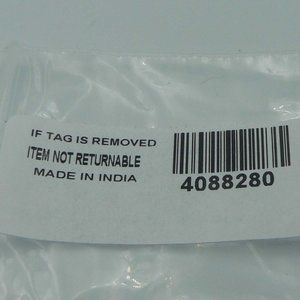 IF TAG IS REMOVED
ITEM NOT RETURNABLE
MADE IN INDIA
4088280